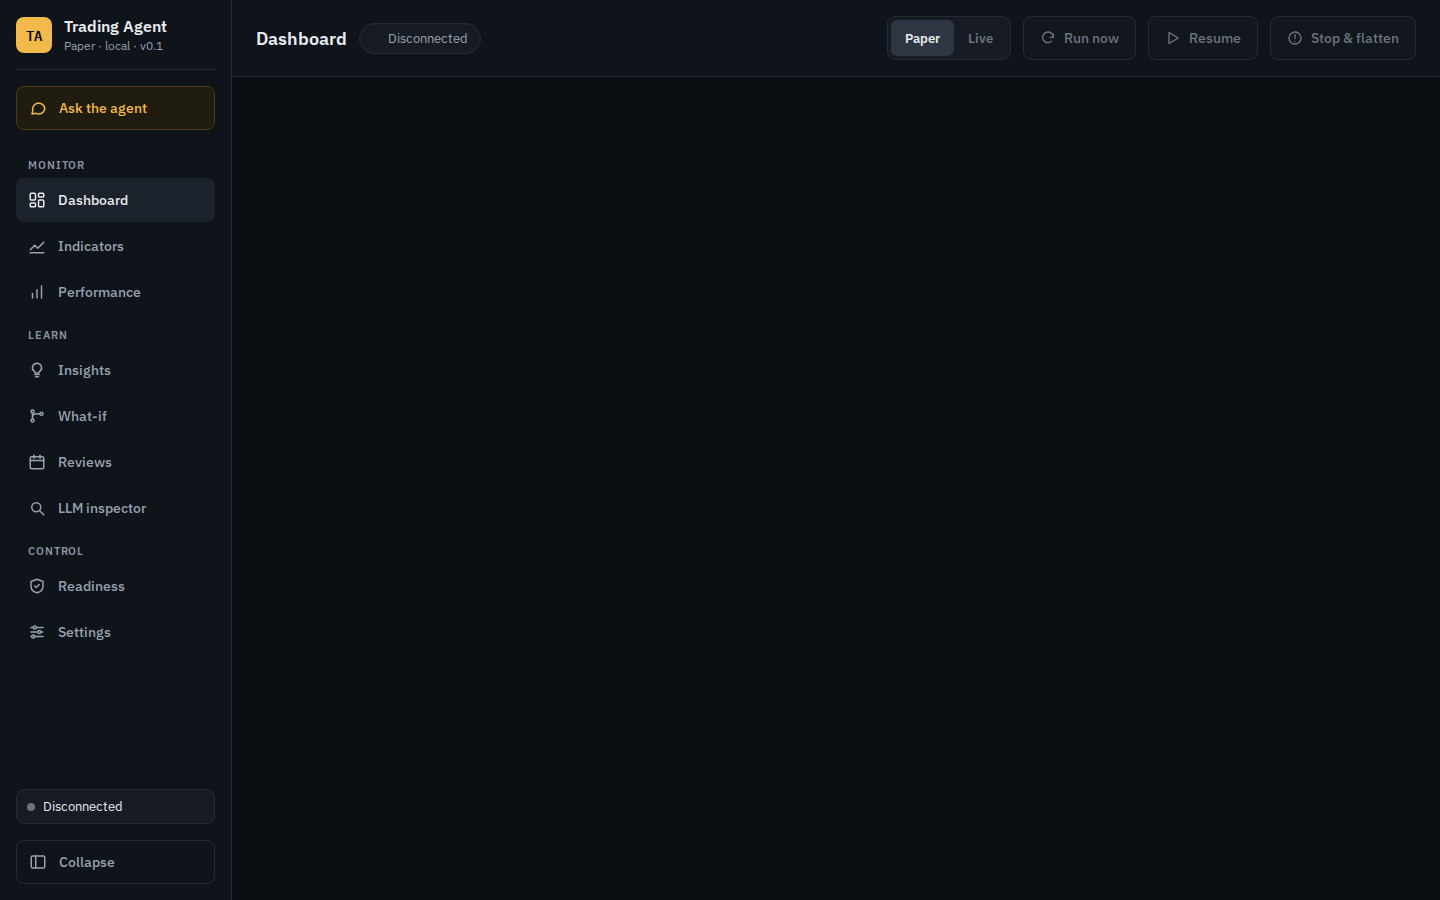 TA
Trading Agent
Paper · local · v0.1
Ask the agent
MONITOR
Dashboard
Indicators
Performance
LEARN
Insights
What-if
Reviews
LLM inspector
CONTROL
Readiness
Settings
Disconnected
Collapse
Dashboard
Disconnected
Paper
Live
Run now
Resume
Stop & flatten